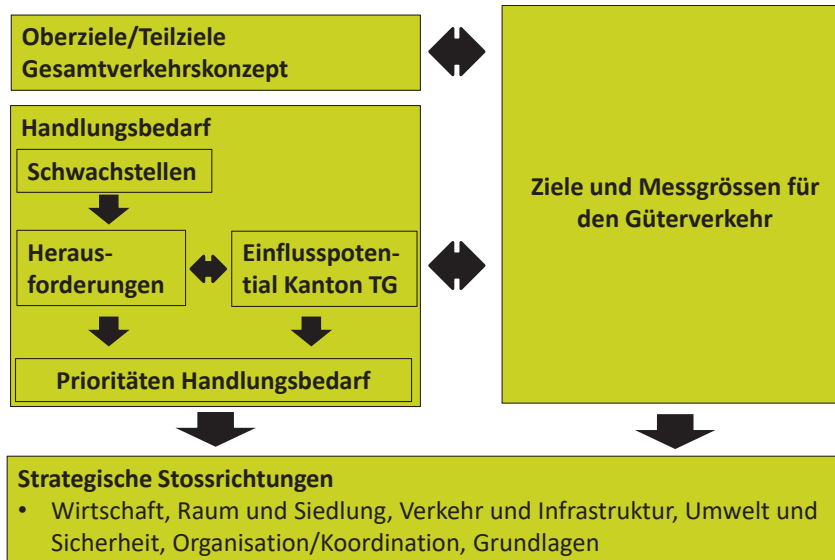 Oberziele/Teilziele
Gesamtverkehrskonzept
Handlungsbedarf
Schwachstellen
Heraus-
forderungen
Einflusspoten-
tial Kanton TG
Prioritäten Handlungsbedarf
Ziele und Messgrössen für
den Güterverkehr
Strategische Stossrichtungen
• Wirtschaft, Raum und Siedlung, Verkehr und Infrastruktur, Umwelt und
Sicherheit, Organisation/Koordination, Grundlagen